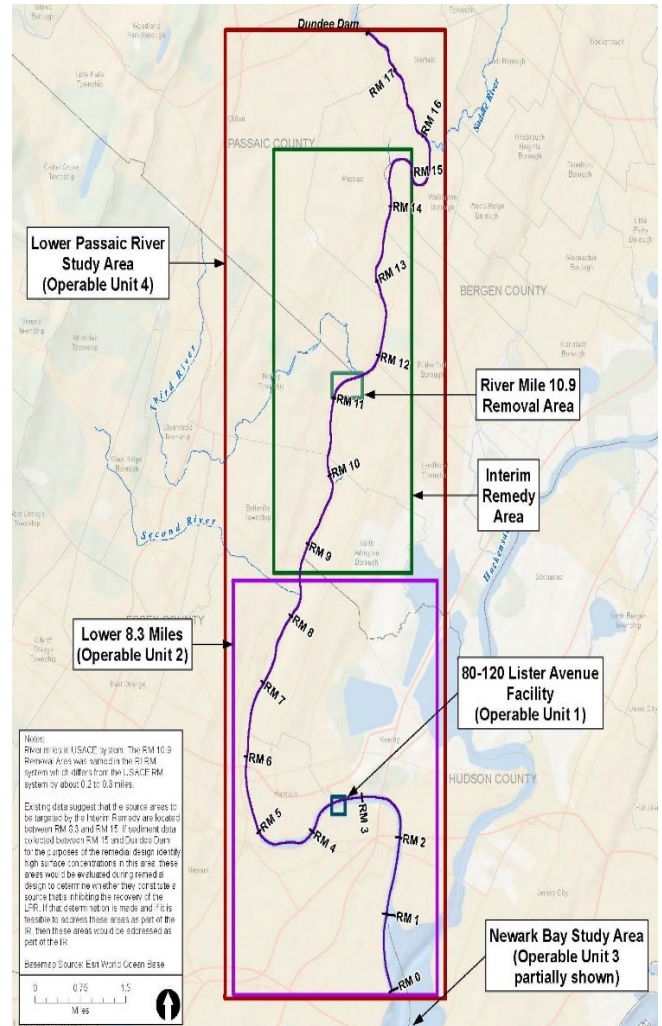 Dundee Dam
RM 17
RM 16
Saddle River
PASSAIC COUNTY
Clifton
Passaic
RM 15
RM 14
Lower Passaic River
Study Area
(Operable Unit 4)
RM 13
BERGEN COUNTY
RM 12
Third River
RM 11
River Mile 10.9
Removal Area
RM 10
Interim
Remedy
Area
Second River
RM 9
RM 8
Lower 8.3 Miles
(Operable Unit 2)
80-120 Lister Avenue
Facility
(Operable Unit 1)
RM 7
East Orange
Kearny
RM 6
HUDSON COUNTY
RM 5
RM 4
RM 3
RM 2
Newark
Jersey City
RM 1
RM 0
Newark Bay Study Area
(Operable Unit 3
partially shown)
Notes:
River miles in USACE system. The RM 10.9
Removal Area was named in the RI RM
system which differs from the USACE RM
system by about 0.2 to 0.3 miles.
Existing data suggest that the source areas to
be targeted by the Interim Remedy are located
between RM 8.3 and RM 15. If sediment data
collected between RM 15 and Dundee Dam
for the purposes of the remedial design identify
high surface concentrations in this area, these
areas would be evaluated during remedial
design to determine whether they constitute a
source that is inhibiting the recovery of the
LPR. If that determination is made and if it is
feasible to address these areas as part of the
IR, then these areas would be addressed as
part of the IR.
Basemap Source: Esri World Ocean Base
0 0.75 1.5
Miles